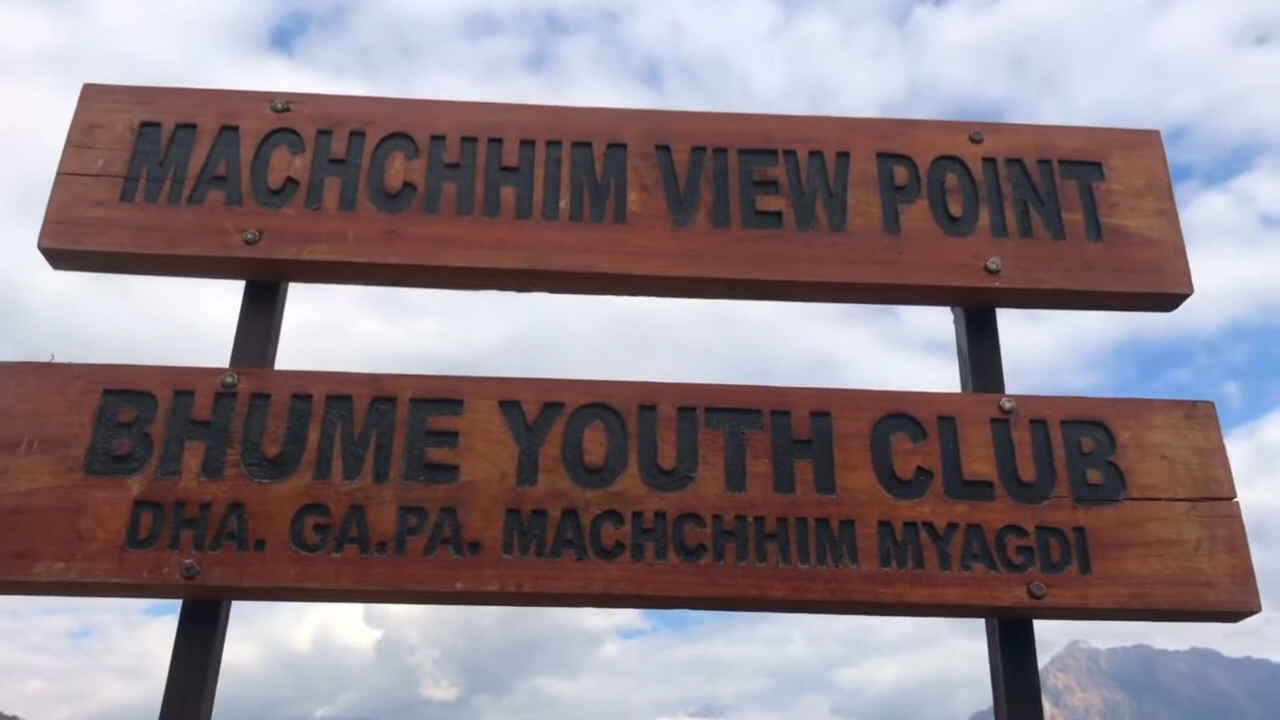 MACHCHHIM VIEW POINT
BHUME YOUTH CLUB
DHA. GA.PA. MACHCHHIM MYAGDI